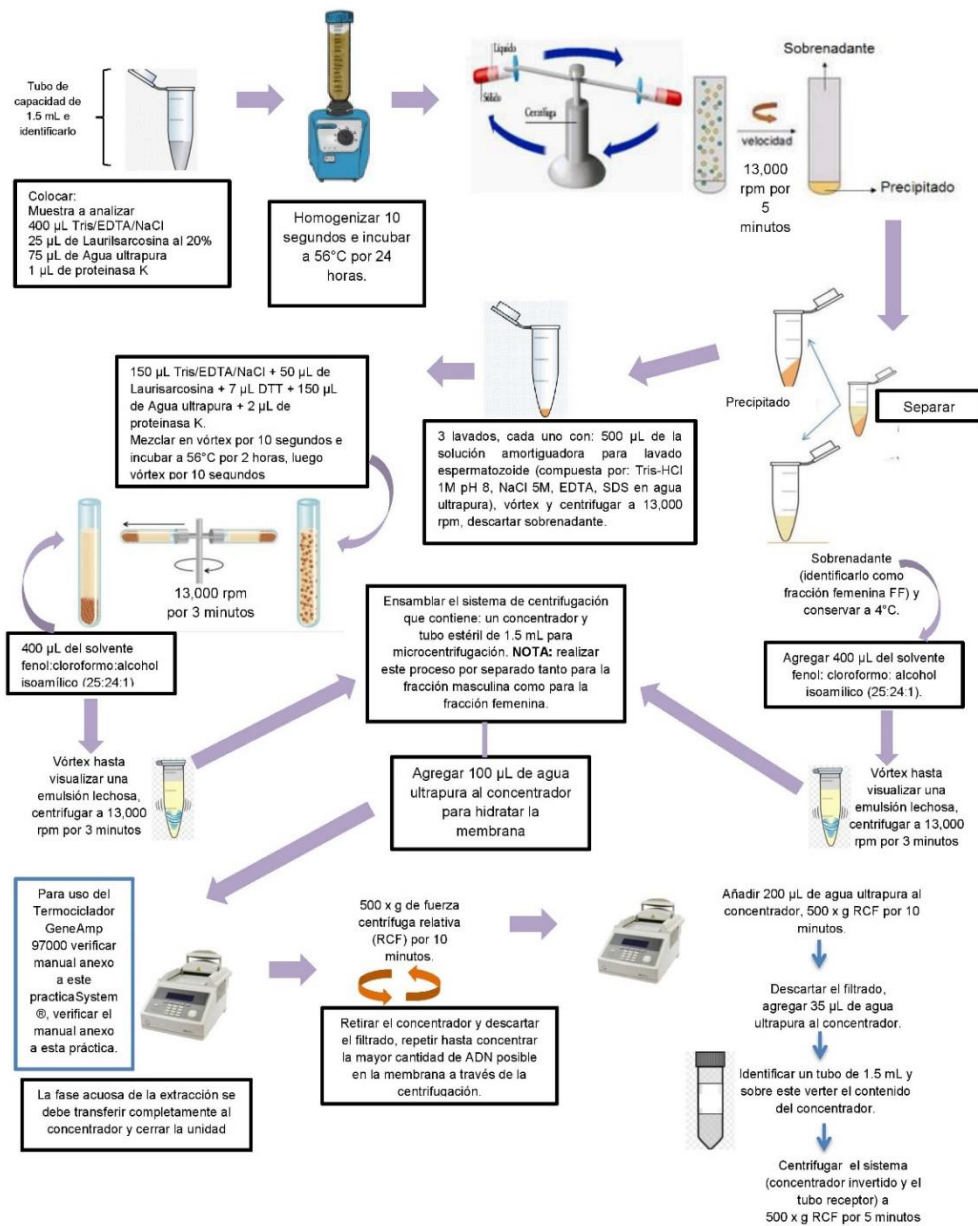 Tubo de
capacidad de
1.5 mL e
identificarlo
Colocar:
Muestra a analizar
400 µL Tris/EDTA/NaCl
25 µL de Laurilsarcosina al 20%
75 µL de Agua ultrapura
1 µL de proteinasa K
Homogenizar 10
segundos e incubar
a 56°C por 24
horas.
Líquido
Sólido
Centrífuga
velocidad
13,000
rpm por
5
minutos
Sobrenadante
Precipitado
Separar
Precipitado
3 lavados, cada uno con: 500 µL de la
solución amortiguadora para lavado
espermatozoide (compuesta por: Tris-HCl
1M pH 8, NaCl 5M, EDTA, SDS en agua
ultrapura), vórtex y centrifugar a 13,000
rpm, descartar sobrenadante.
150 µL Tris/EDTA/NaCl + 50 µL de
Laurisarcosina + 7 µL DTT + 150 µL
de Agua ultrapura + 2 µL de
proteinasa K.
Mezclar en vórtex por 10 segundos e
incubar a 56°C por 2 horas, luego
vórtex por 10 segundos
13,000 rpm
por 3 minutos
400 µL del solvente
fenol:cloroformo:alcohol
isoamílico (25:24:1)
Vórtex hasta
visualizar una
emulsión lechosa,
centrifugar a 13,000
rpm por 3 minutos
Sobrenadante
(identificarlo como
fracción femenina FF) y
conservar a 4°C.
Agregar 400 µL del solvente
fenol: cloroformo: alcohol
isoamílico (25:24:1).
Vórtex hasta
visualizar una
emulsión lechosa,
centrifugar a 13,000
rpm por 3 minutos
Ensamblar el sistema de centrifugación
que contiene: un concentrador y
tubo estéril de 1.5 mL para
microcentrifugación. NOTA: realizar
este proceso por separado tanto para la
fracción masculina como para la
fracción femenina.
Agregar 100 µL de agua
ultrapura al concentrador
para hidratar la
membrana
Para uso del
Termociclador
GeneAmp
97000 verificar
manual anexo
a este
practicaSystem
®, verificar el
manual anexo
a esta práctica.
La fase acuosa de la extracción se
debe transferir completamente al
concentrador y cerrar la unidad
500 x g de fuerza
centrífuga relativa
(RCF) por 10
minutos.
Retirar el concentrador y descartar
el filtrado, repetir hasta concentrar
la mayor cantidad de ADN posible
en la membrana a través de la
centrifugación.
Añadir 200 µL de agua ultrapura al
concentrador, 500 x g RCF por 10
minutos.
Descartar el filtrado,
agregar 35 µL de agua
ultrapura al concentrador.
Identificar un tubo de 1.5 mL y
sobre este verter el contenido
del concentrador.
Centrifugar el sistema
(concentrador invertido y el
tubo receptor) a
500 x g RCF por 5 minutos